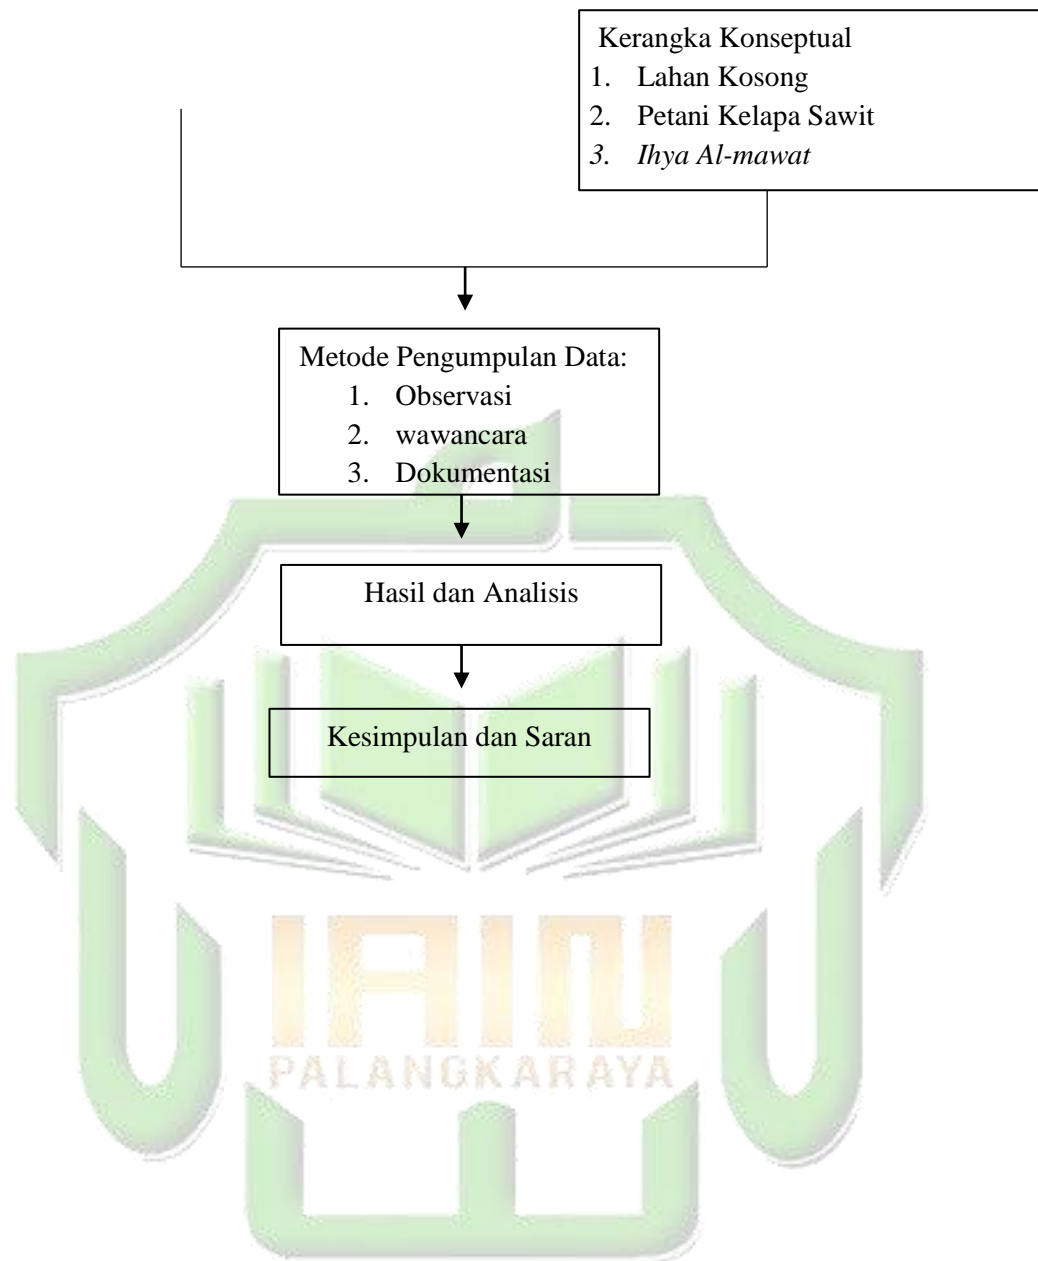 Kerangka Konseptual
1. Lahan Kosong
2. Petani Kelapa Sawit
3. Ihya Al-mawat
Metode Pengumpulan Data:
1. Observasi
2. wawancara
3. Dokumentasi
Hasil dan Analisis
Kesimpulan dan Saran
IAIN
PALANGKARAYA